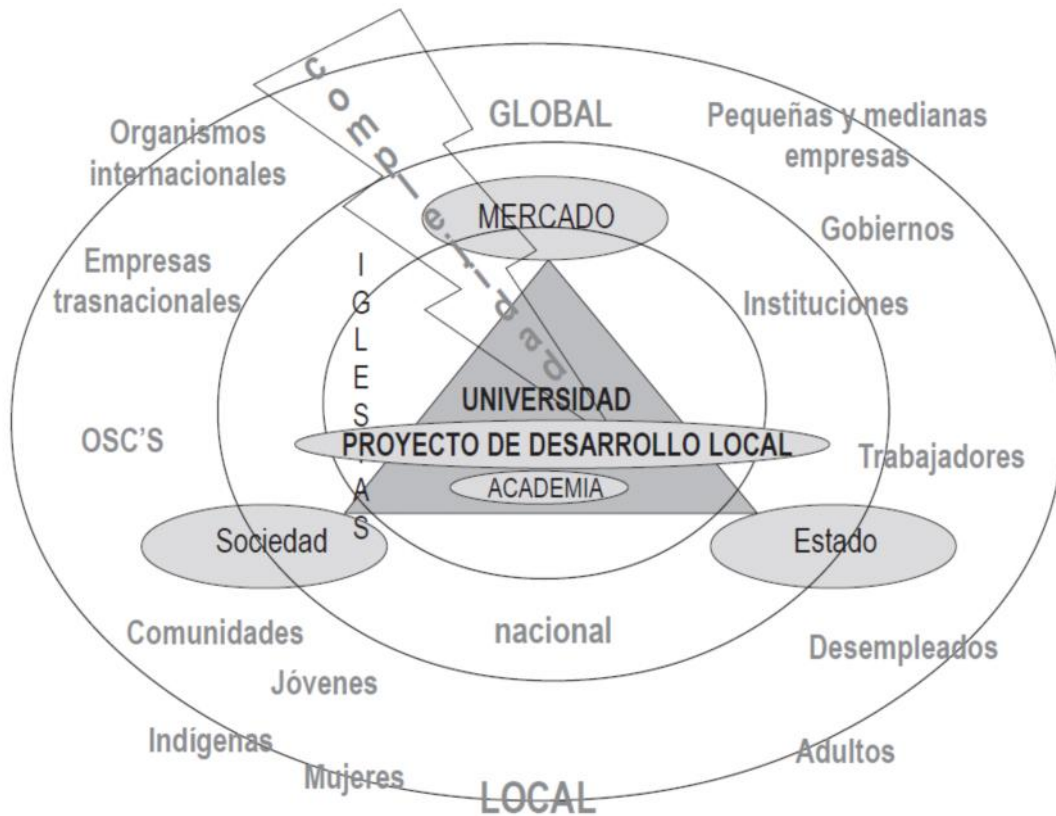 complejidad
GLOBAL
Organismos
internacionales
Pequeñas y medianas
empresas
MERCADO
Gobiernos
Empresas
trasnacionales
IGLESIAS
Instituciones
UNIVERSIDAD
OSC'S
PROYECTO DE DESARROLLO LOCAL
Trabajadores
ACADEMIA
Sociedad
Estado
Comunidades
nacional
Desempleados
Jóvenes
Indígenas
Adultos
Mujeres
LOCAL